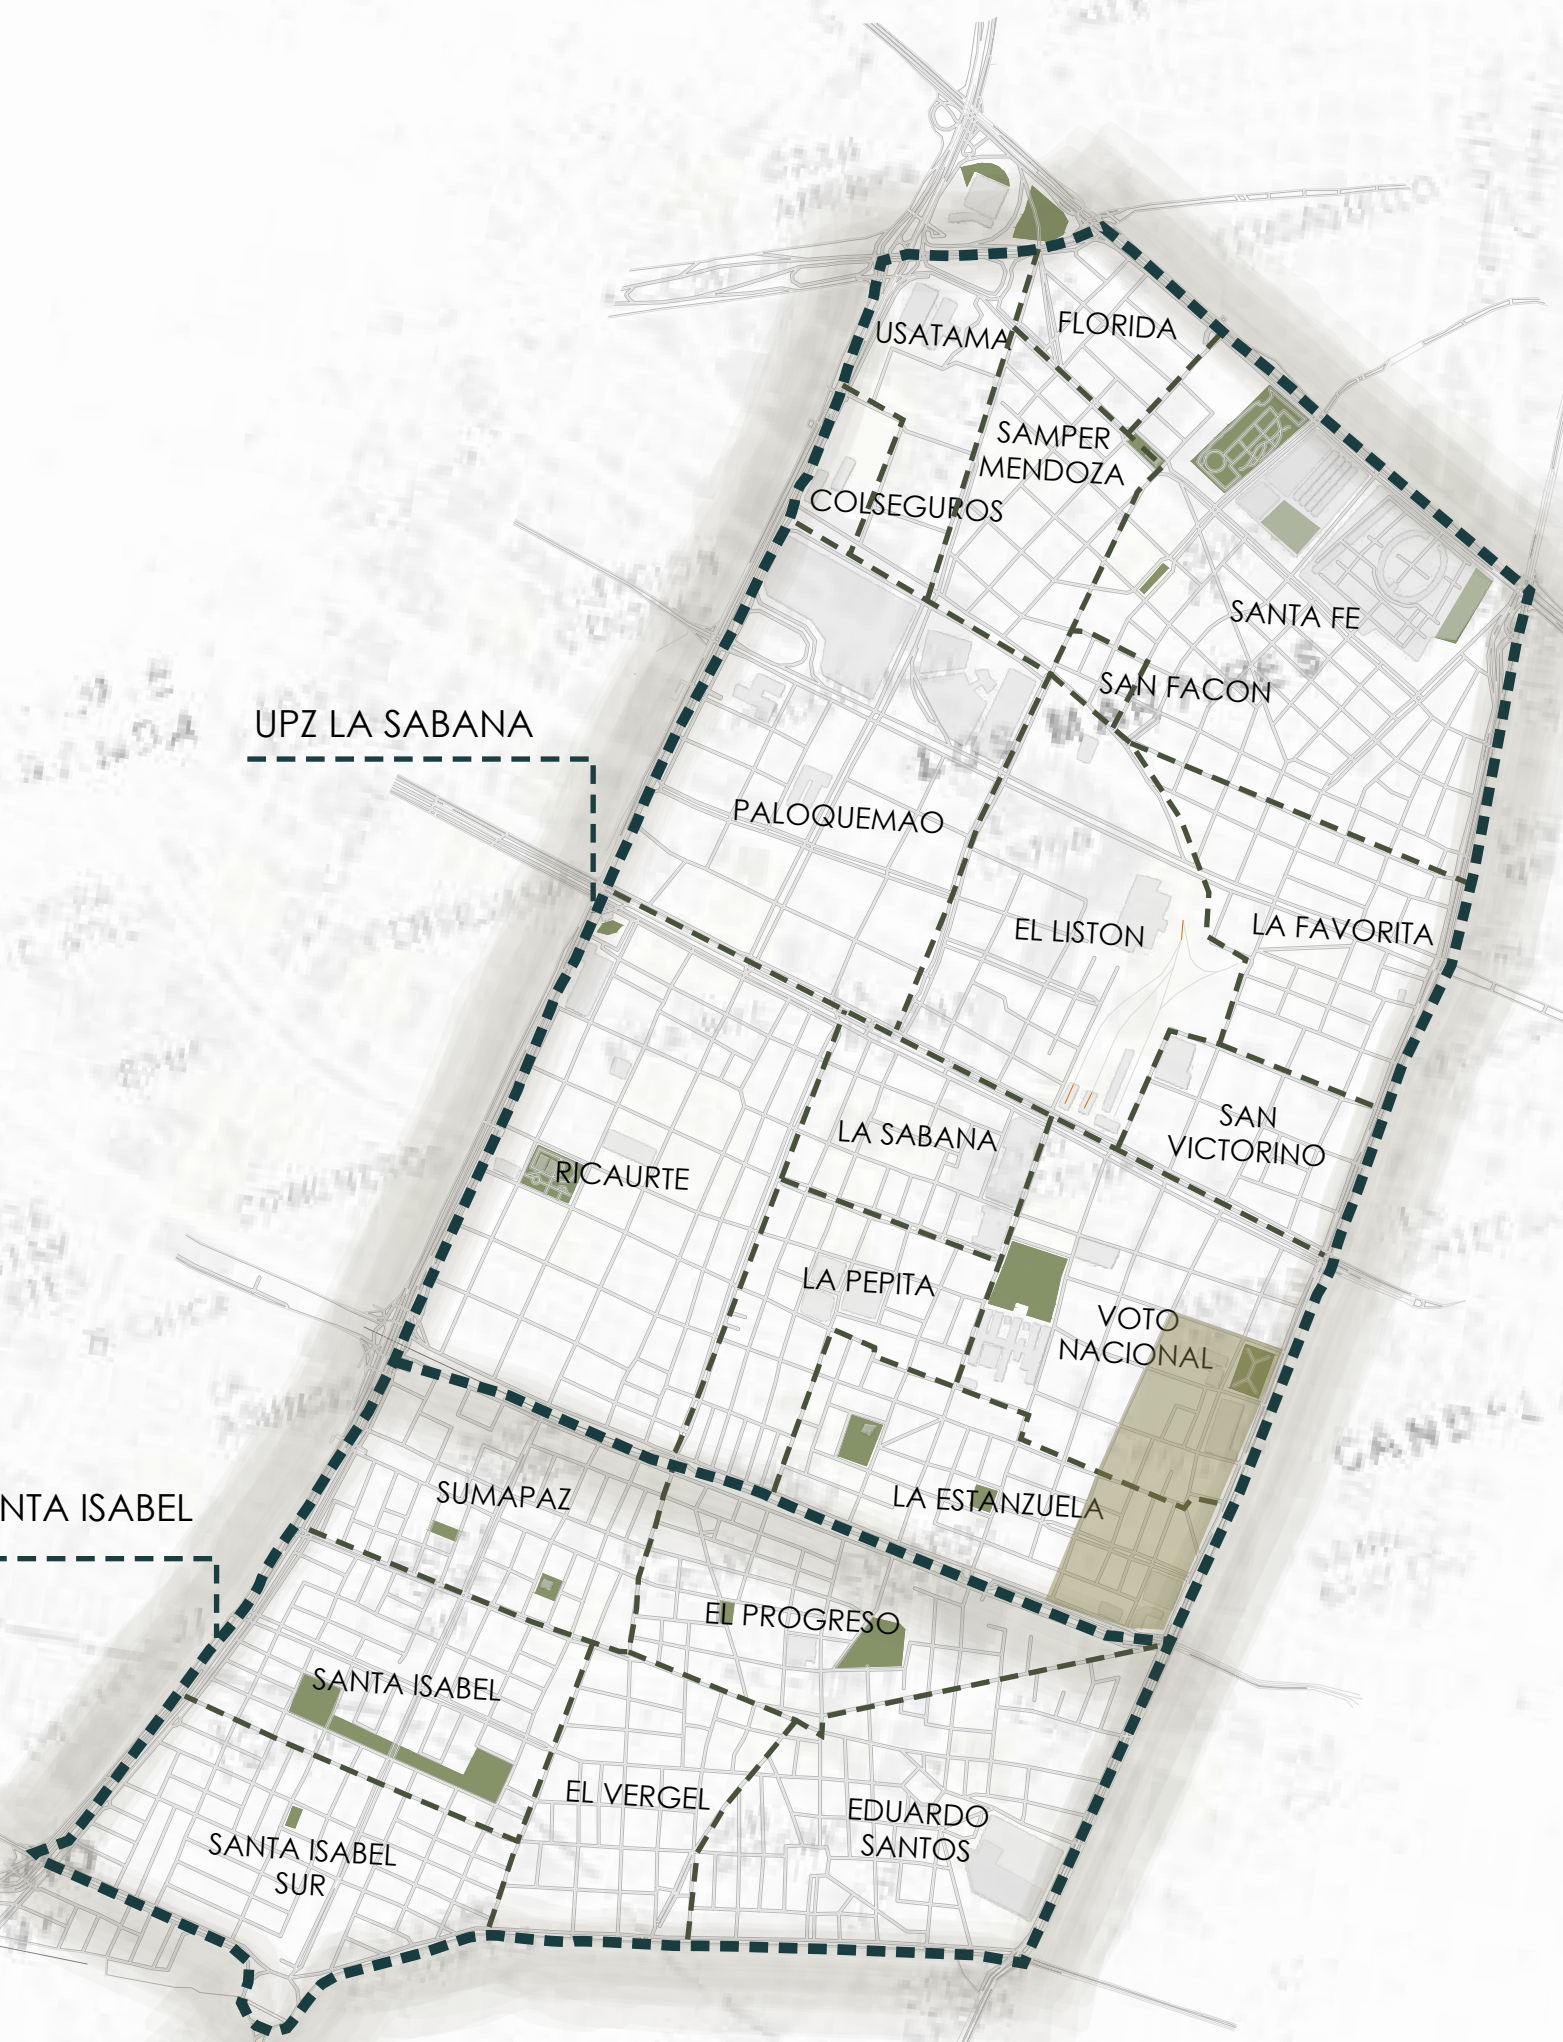 USATAMA
FLORIDA
SAMPER
MENDOZA
COLSEGUROS
SANTA FE
SAN FACON
UPZ LA SABANA
PALOQUEMAO
EL LISTON
LA FAVORITA
LA SABANA
SAN
VICTORINO
RICAURTE
LA PEPITA
VOTO
NACIONAL
SUMAPAZ
LA ESTANZUELA
NTA ISABEL
EL PROGRESO
SANTA ISABEL
EL VERGEL
EDUARDO
SANTOS
SANTA ISABEL
SUR